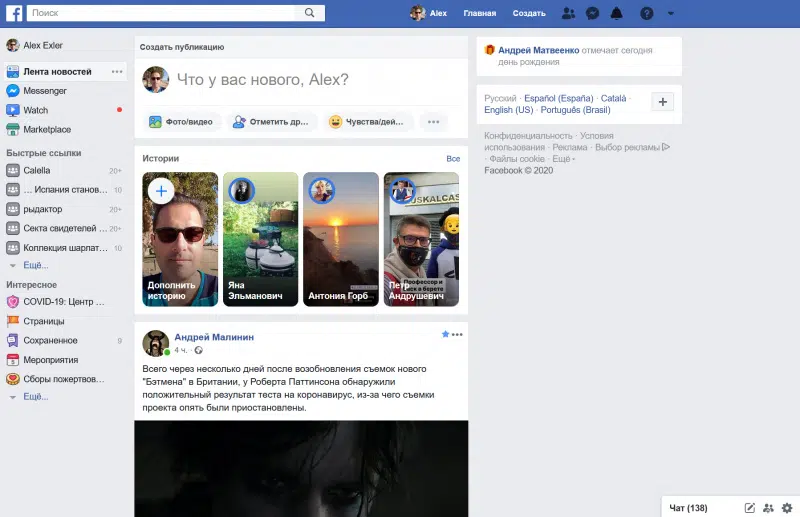 Поиск
Alex
Главная
Создать
Alex Exler
Лента новостей
Messenger
Watch
Marketplace
Быстрые ссылки
Calella 20+
... Испания станов... 10
рыдактор 20+
Секта свидетелей ... 20+
Коллекция шарлат... 10
Ещё...
Интересное
COVID-19: Центр ...
Страницы
Сохраненное 9
Мероприятия
Сборы пожертвов...
Ещё...
Создать публикацию
Что у вас нового, Alex?
Фото/видео
Отметить др...
Чувства/дей...
Истории
Все
Дополнить
историю
Яна
Эльманович
Антония Горб
USKALCAS
Профессор и
Петр
Андрушевич
Андрей Малинин
4 ч. ·
Всего через несколько дней после возобновления съемок нового
"Бэтмена" в Британии, у Роберта Паттинсона обнаружили
положительный результат теста на коронавирус, из-за чего съемки
проекта опять были приостановлены.
Андрей Матвеенко отмечает сегодня
день рождения
Русский · Español (España) · Català ·
English (US) · Português (Brasil)
Конфиденциальность · Условия
использования · Реклама · Выбор рекламы
· Файлы cookie · Ещё
Facebook © 2020
Чат (138)